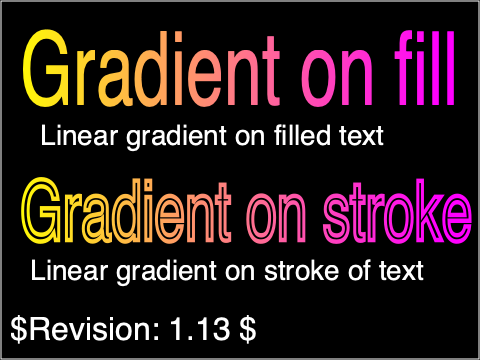 Gradient on fill
Linear gradient on filled text
Gradient on stroke
Linear gradient on stroke of text
$Revision: 1.13 $